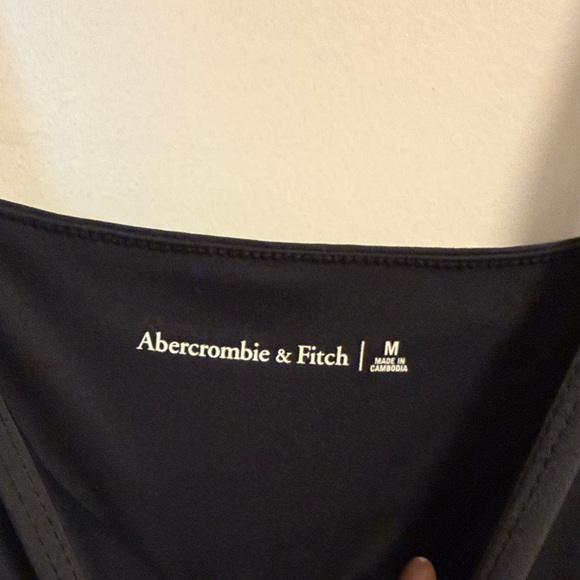 Abercrombie & Fitch | M
MADE IN
CAMBODIA